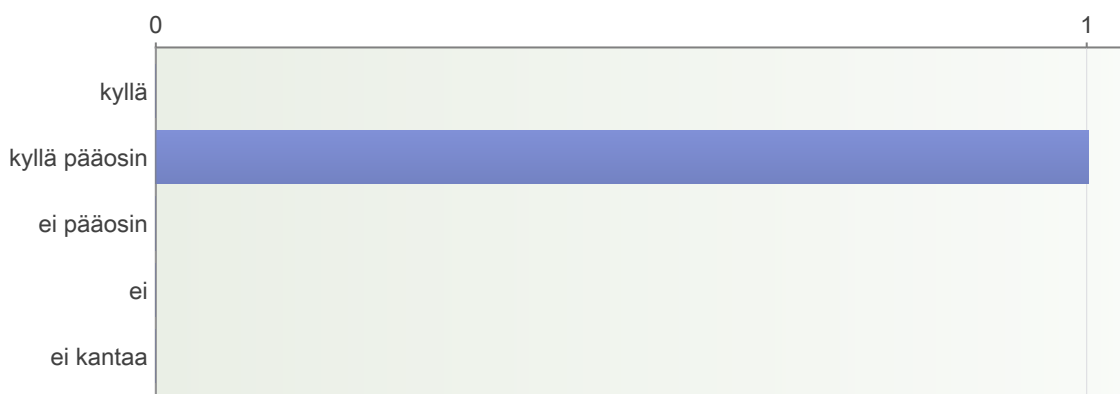 0 1
kyllä
kyllä pääosin
ei pääosin
ei
ei kantaa